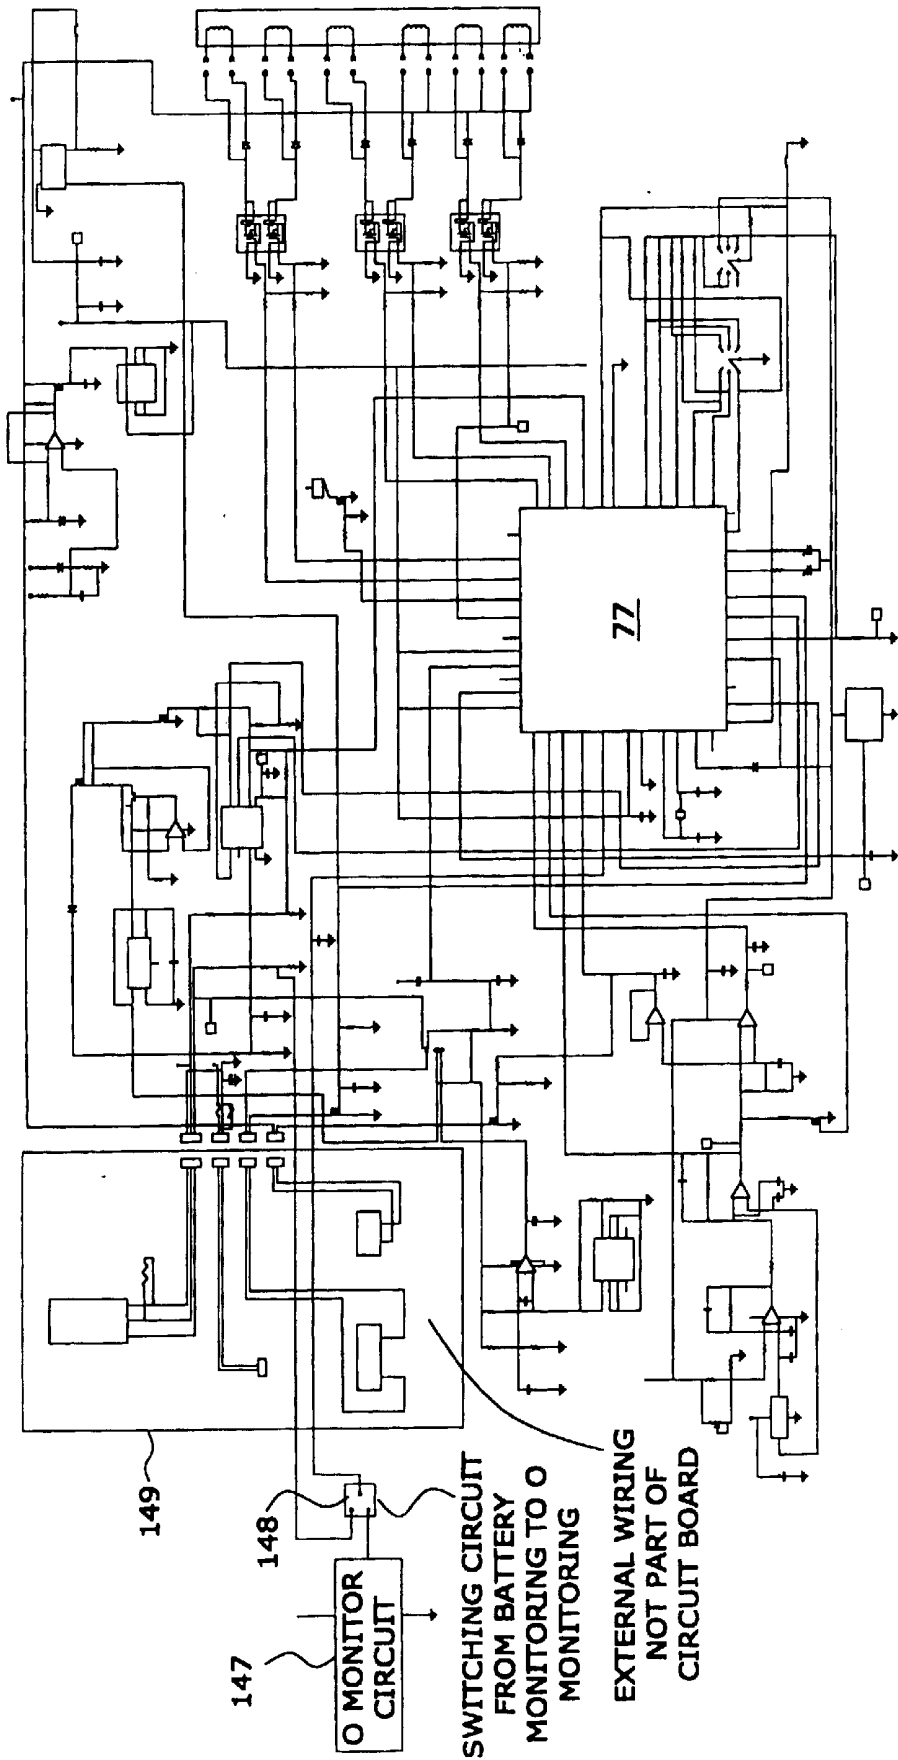 149
148
147
O MONITOR
CIRCUIT
SWITCHING CIRCUIT
FROM BATTERY
MONITORING TO O
MONITORING
EXTERNAL WIRING
NOT PART OF
CIRCUIT BOARD
77